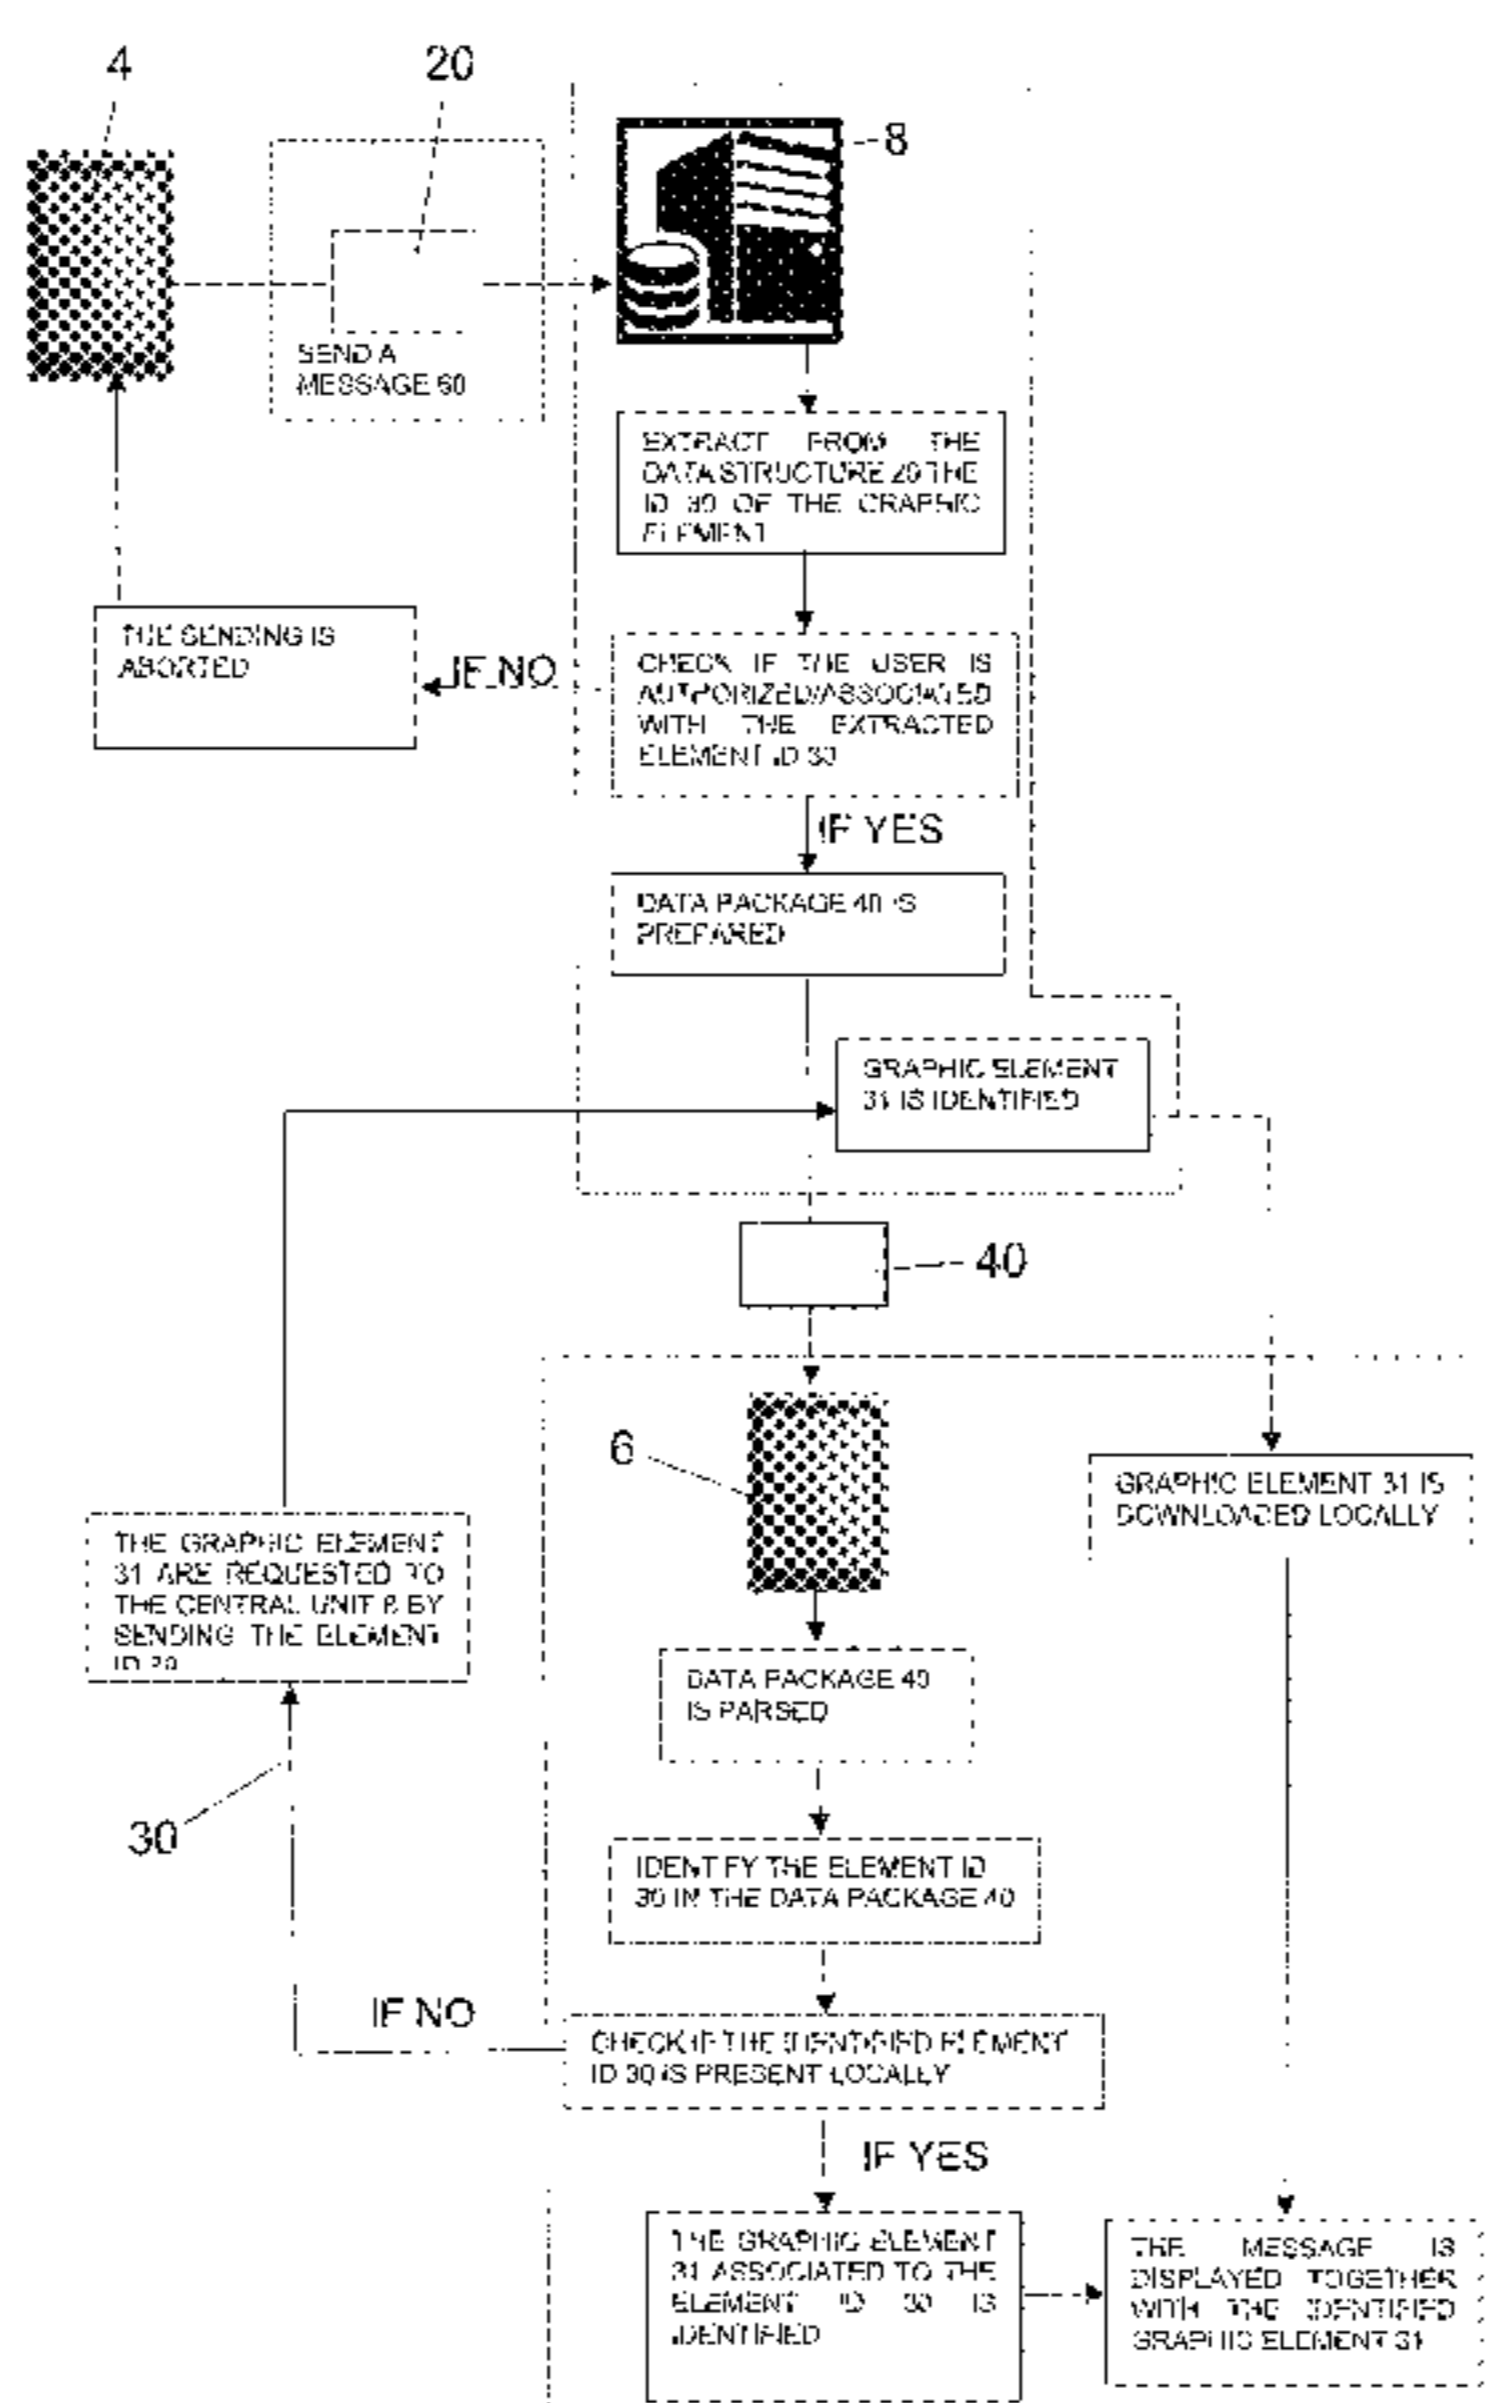 4
20
8
SEND A
MESSAGE 60
EXTRACT FROM THE
DATA STRUCTURE 20 THE
ID 30 OF THE GRAPHIC
ELEMENT
THE SENDING IS
ABORTED
IF NO
CHECK IF THE USER IS
AUTHORIZED/ASSOCIATED
WITH THE EXTRACTED
ELEMENT ID 30
IF YES
DATA PACKAGE 40 IS
PREPARED
GRAPHIC ELEMENT
31 IS IDENTIFIED
40
6
GRAPHIC ELEMENT 31 IS
DOWNLOADED LOCALLY
THE GRAPHIC ELEMENT
31 ARE REQUESTED TO
THE CENTRAL UNIT 8 BY
SENDING THE ELEMENT
ID 30
DATA PACKAGE 40
IS PARSED
30
IDENTIFY THE ELEMENT ID
30 IN THE DATA PACKAGE 40
IF NO
CHECK IF THE IDENTIFIED ELEMENT
ID 30 IS PRESENT LOCALLY
IF YES
THE GRAPHIC ELEMENT
31 ASSOCIATED TO THE
ELEMENT ID 30 IS
IDENTIFIED
THE MESSAGE IS
DISPLAYED TOGETHER
WITH THE IDENTIFIED
GRAPHIC ELEMENT 31